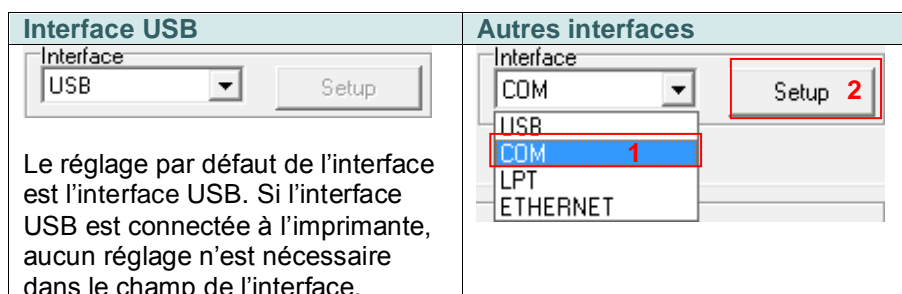 Interface USB
Interface
USB
Setup
Le réglage par défaut de l'interface
est l'interface USB. Si l'interface
USB est connectée à l'imprimante,
aucun réglage n'est nécessaire
dans le champ de l'interface.
Autres interfaces
Interface
COM
Setup 2
USB
COM 1
LPT
ETHERNET